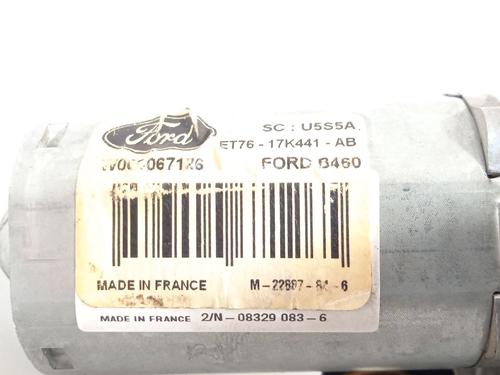 Ford
SC : U5S5A
ET76 - 17K441 - AB
FORD B460
MADE IN FRANCE
MADE IN FRANCE 2/N - 08329 083 - 6